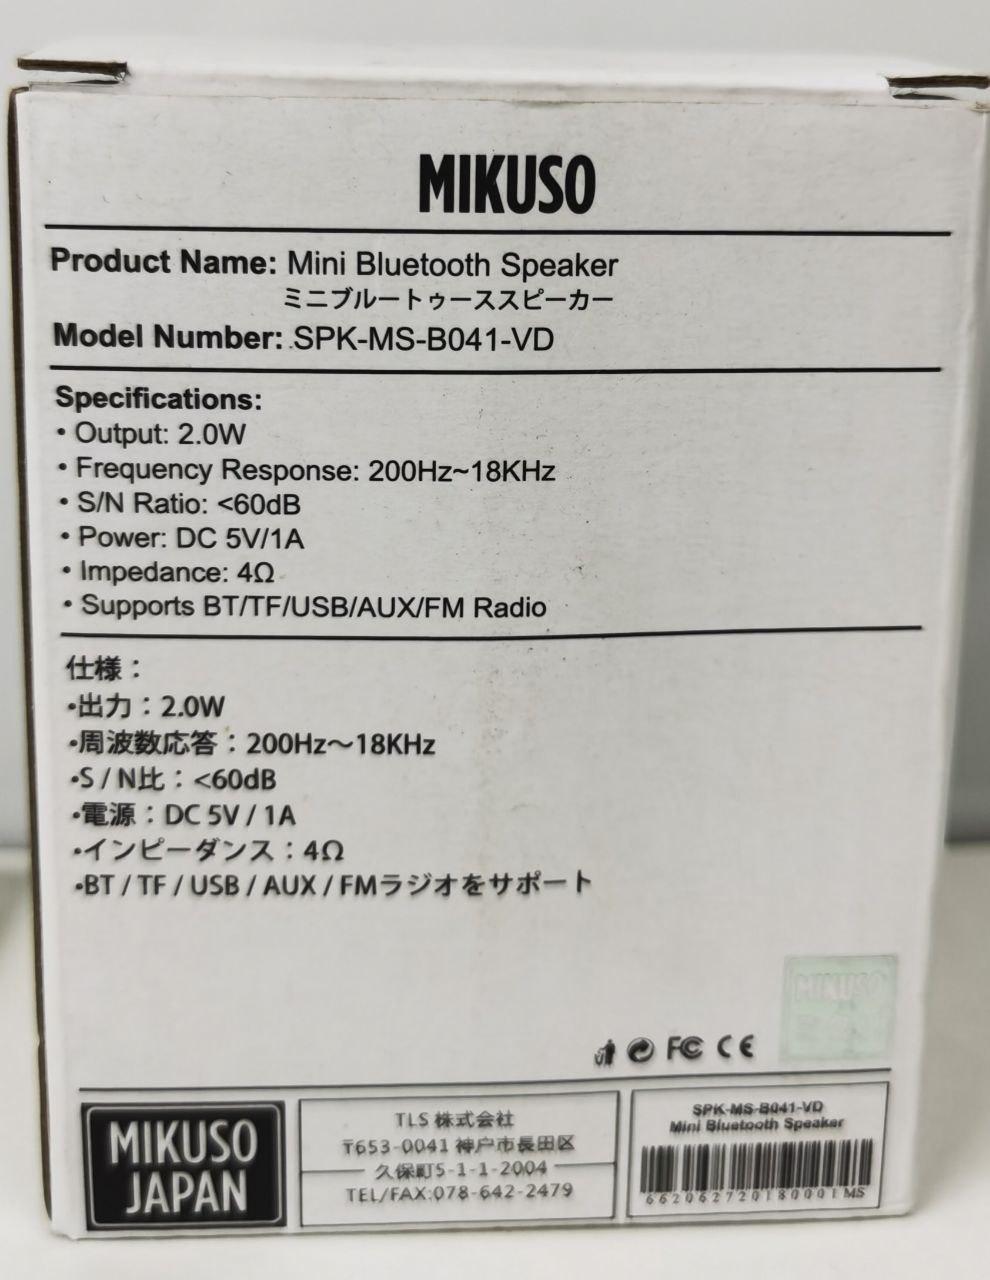 MIKUSO
Product Name: Mini Bluetooth Speaker
ミニブルートゥーススピーカー
Model Number: SPK-MS-B041-VD
Specifications:
• Output: 2.0W
• Frequency Response: 200Hz~18KHz
• S/N Ratio: <60dB
• Power: DC 5V/1A
• Impedance: 4Ω
• Supports BT/TF/USB/AUX/FM Radio
仕様：
•出力：2.0W
•周波数応答：200Hz～18KHz
•S / N比：<60dB
•電源：DC 5V / 1A
•インピーダンス：4Ω
•BT / TF / USB / AUX / FMラジオをサポート
MIKUSO
FC CE
MIKUSO
JAPAN
TLS 株式会社
〒653-0041 神戸市長田区
久保町5-1-1-2004
TEL/FAX:078-642-2479
SPK-MS-B041-VD
Mini Bluetooth Speaker
662062720180001MS